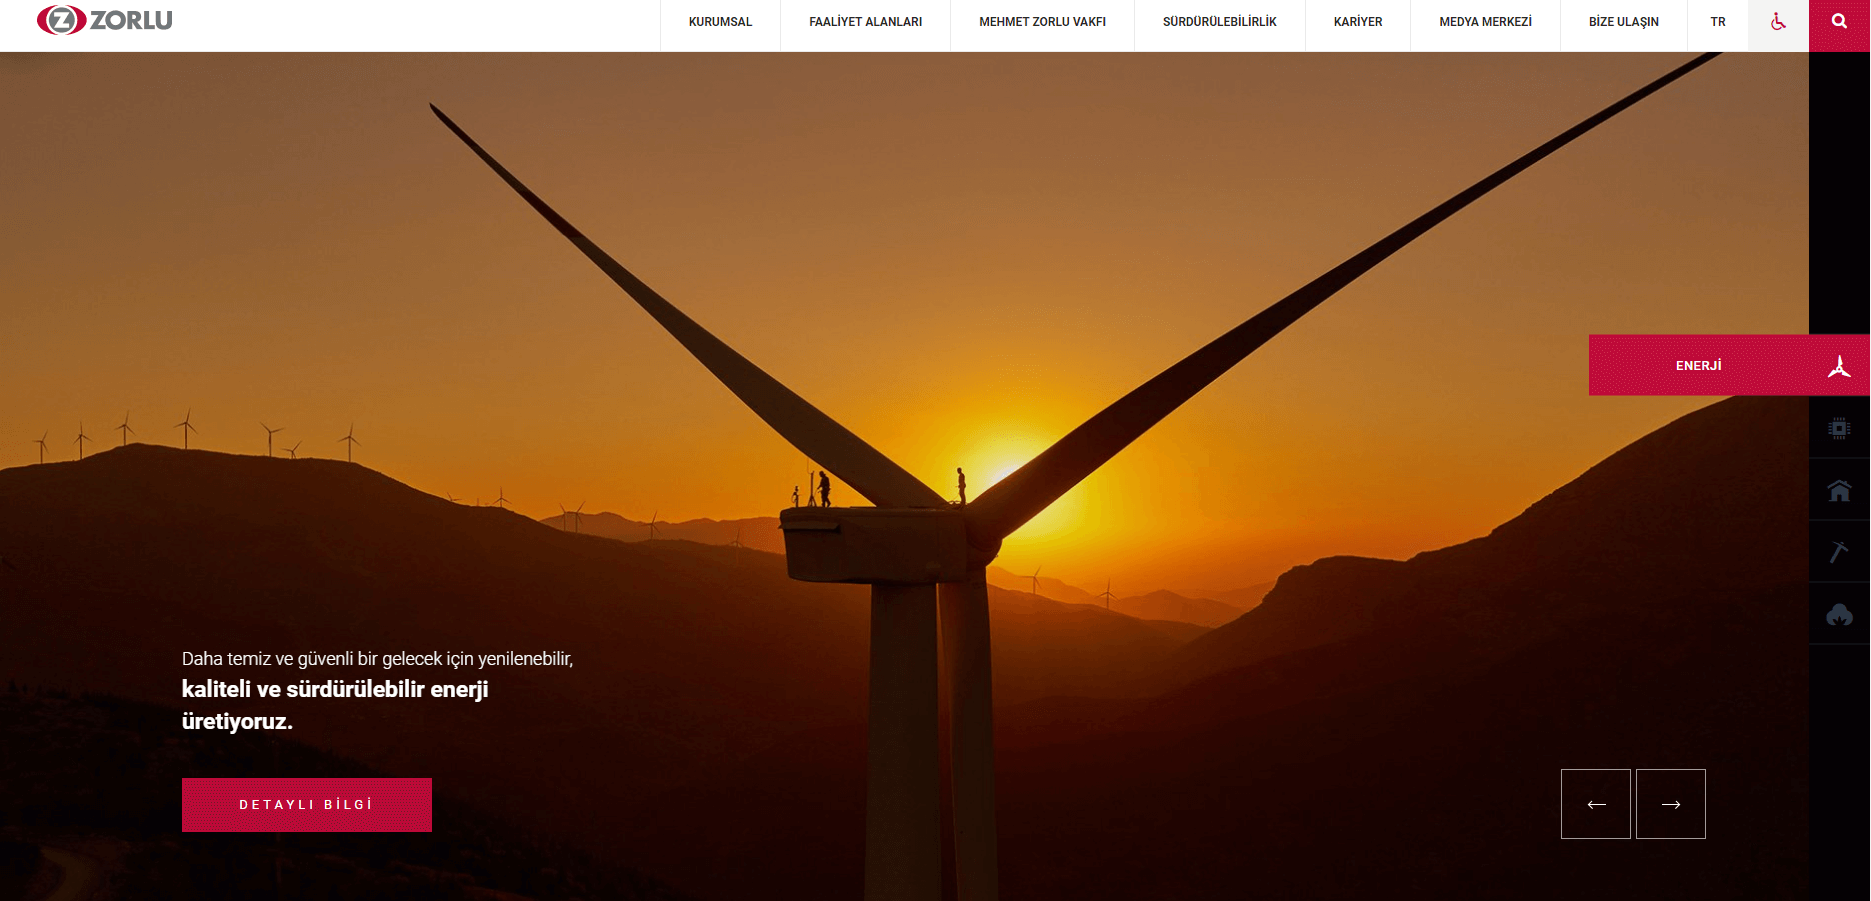 ZORLU
KURUMSAL
FAALİYET ALANLARI
MEHMET ZORLU VAKFI
SÜRDÜRÜLEBİLİRLİK
KARİYER
MEDYA MERKEZİ
BİZE ULAŞIN
TR
ENERJİ
Daha temiz ve güvenli bir gelecek için yenilenebilir,
kaliteli ve sürdürülebilir enerji
üretiyoruz.
DETAYLI BİLGİ